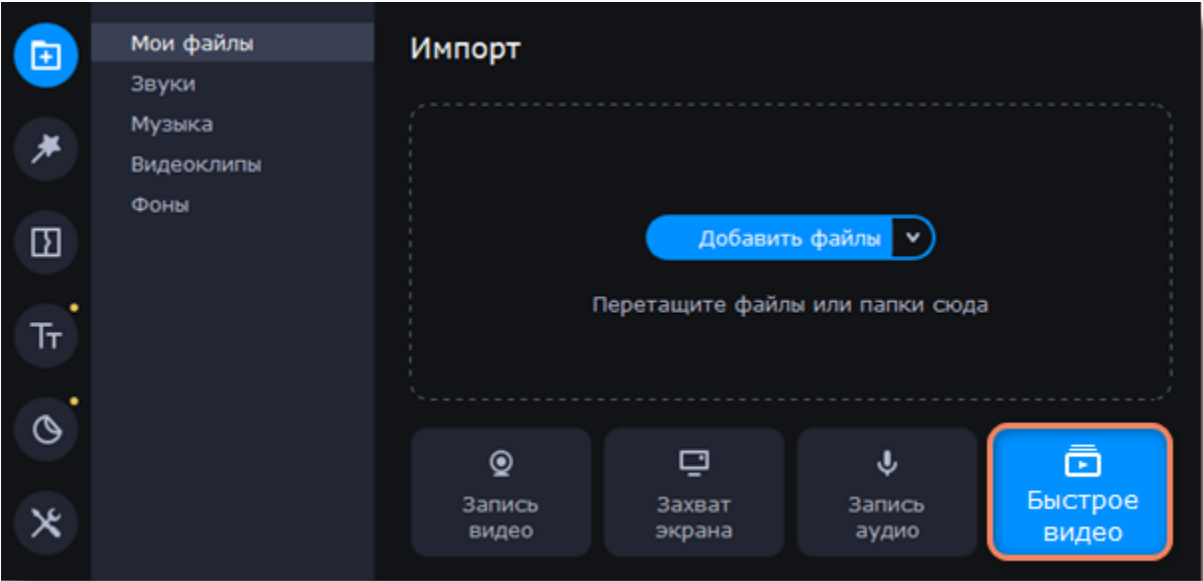 Мои файлы
Звуки
Музыка
Видеоклипы
Фоны
Импорт
Добавить файлы
Перетащите файлы или папки сюда
Запись
видео
Захват
экрана
Запись
аудио
Быстрое
видео
Тт